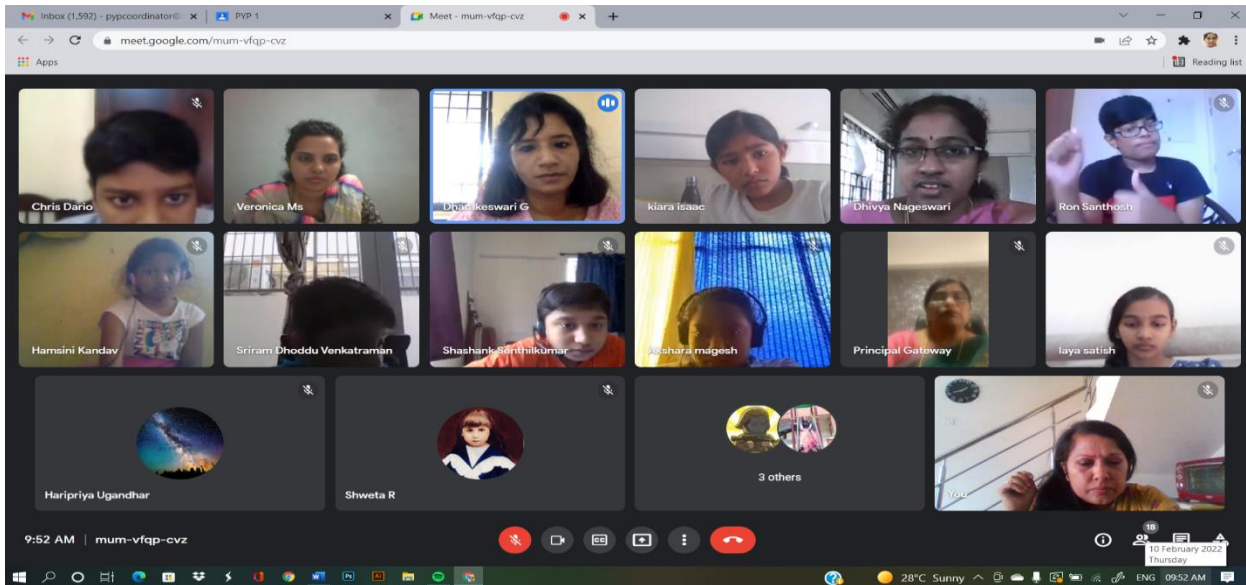 Inbox (1,592) - pypcoordinator@
PYP 1
Meet - mum-vfqp-cvz
meet.google.com/mum-vfqp-cvz
Apps
Reading list
Chris Dario
Veronica Ms
Dharakeswari G
kiara isaac
Dhivya Nageswari
Ron Santhosh
Hamsini Kandav
Sriram Dhoddu Venkatraman
Shashank Senthilkumar
Akshara magesh
Principal Gateway
laya satish
Haripriya Ugandhar
Shweta R
3 others
You
9:52 AM | mum-vfqp-cvz
18
10 February 2022
Thursday
28°C Sunny
ENG
09:52 AM